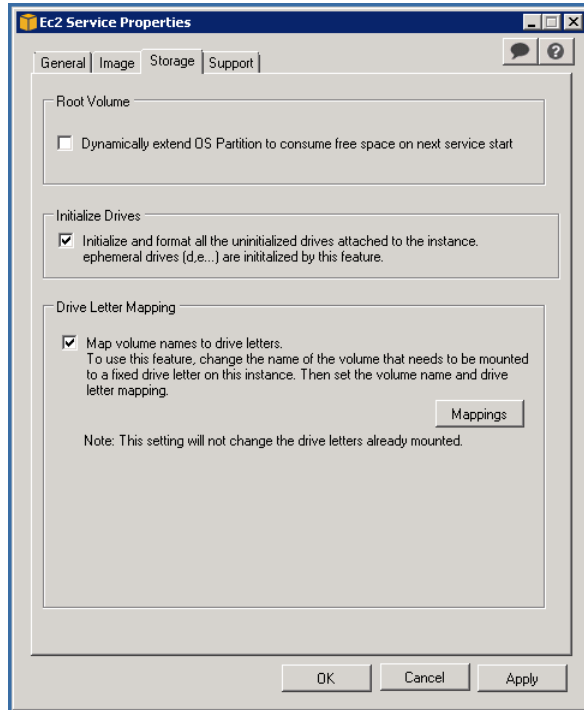 Ec2 Service Properties
General Image Storage Support
Root Volume
Dynamically extend OS Partition to consume free space on next service start
Initialize Drives
Initialize and format all the uninitialized drives attached to the instance.
ephemeral drives (d,e...) are inititalized by this feature.
Drive Letter Mapping
Map volume names to drive letters.
To use this feature, change the name of the volume that needs to be mounted
to a fixed drive letter on this instance. Then set the volume name and drive
letter mapping.
Mappings
Note: This setting will not change the drive letters already mounted.
OK Cancel Apply